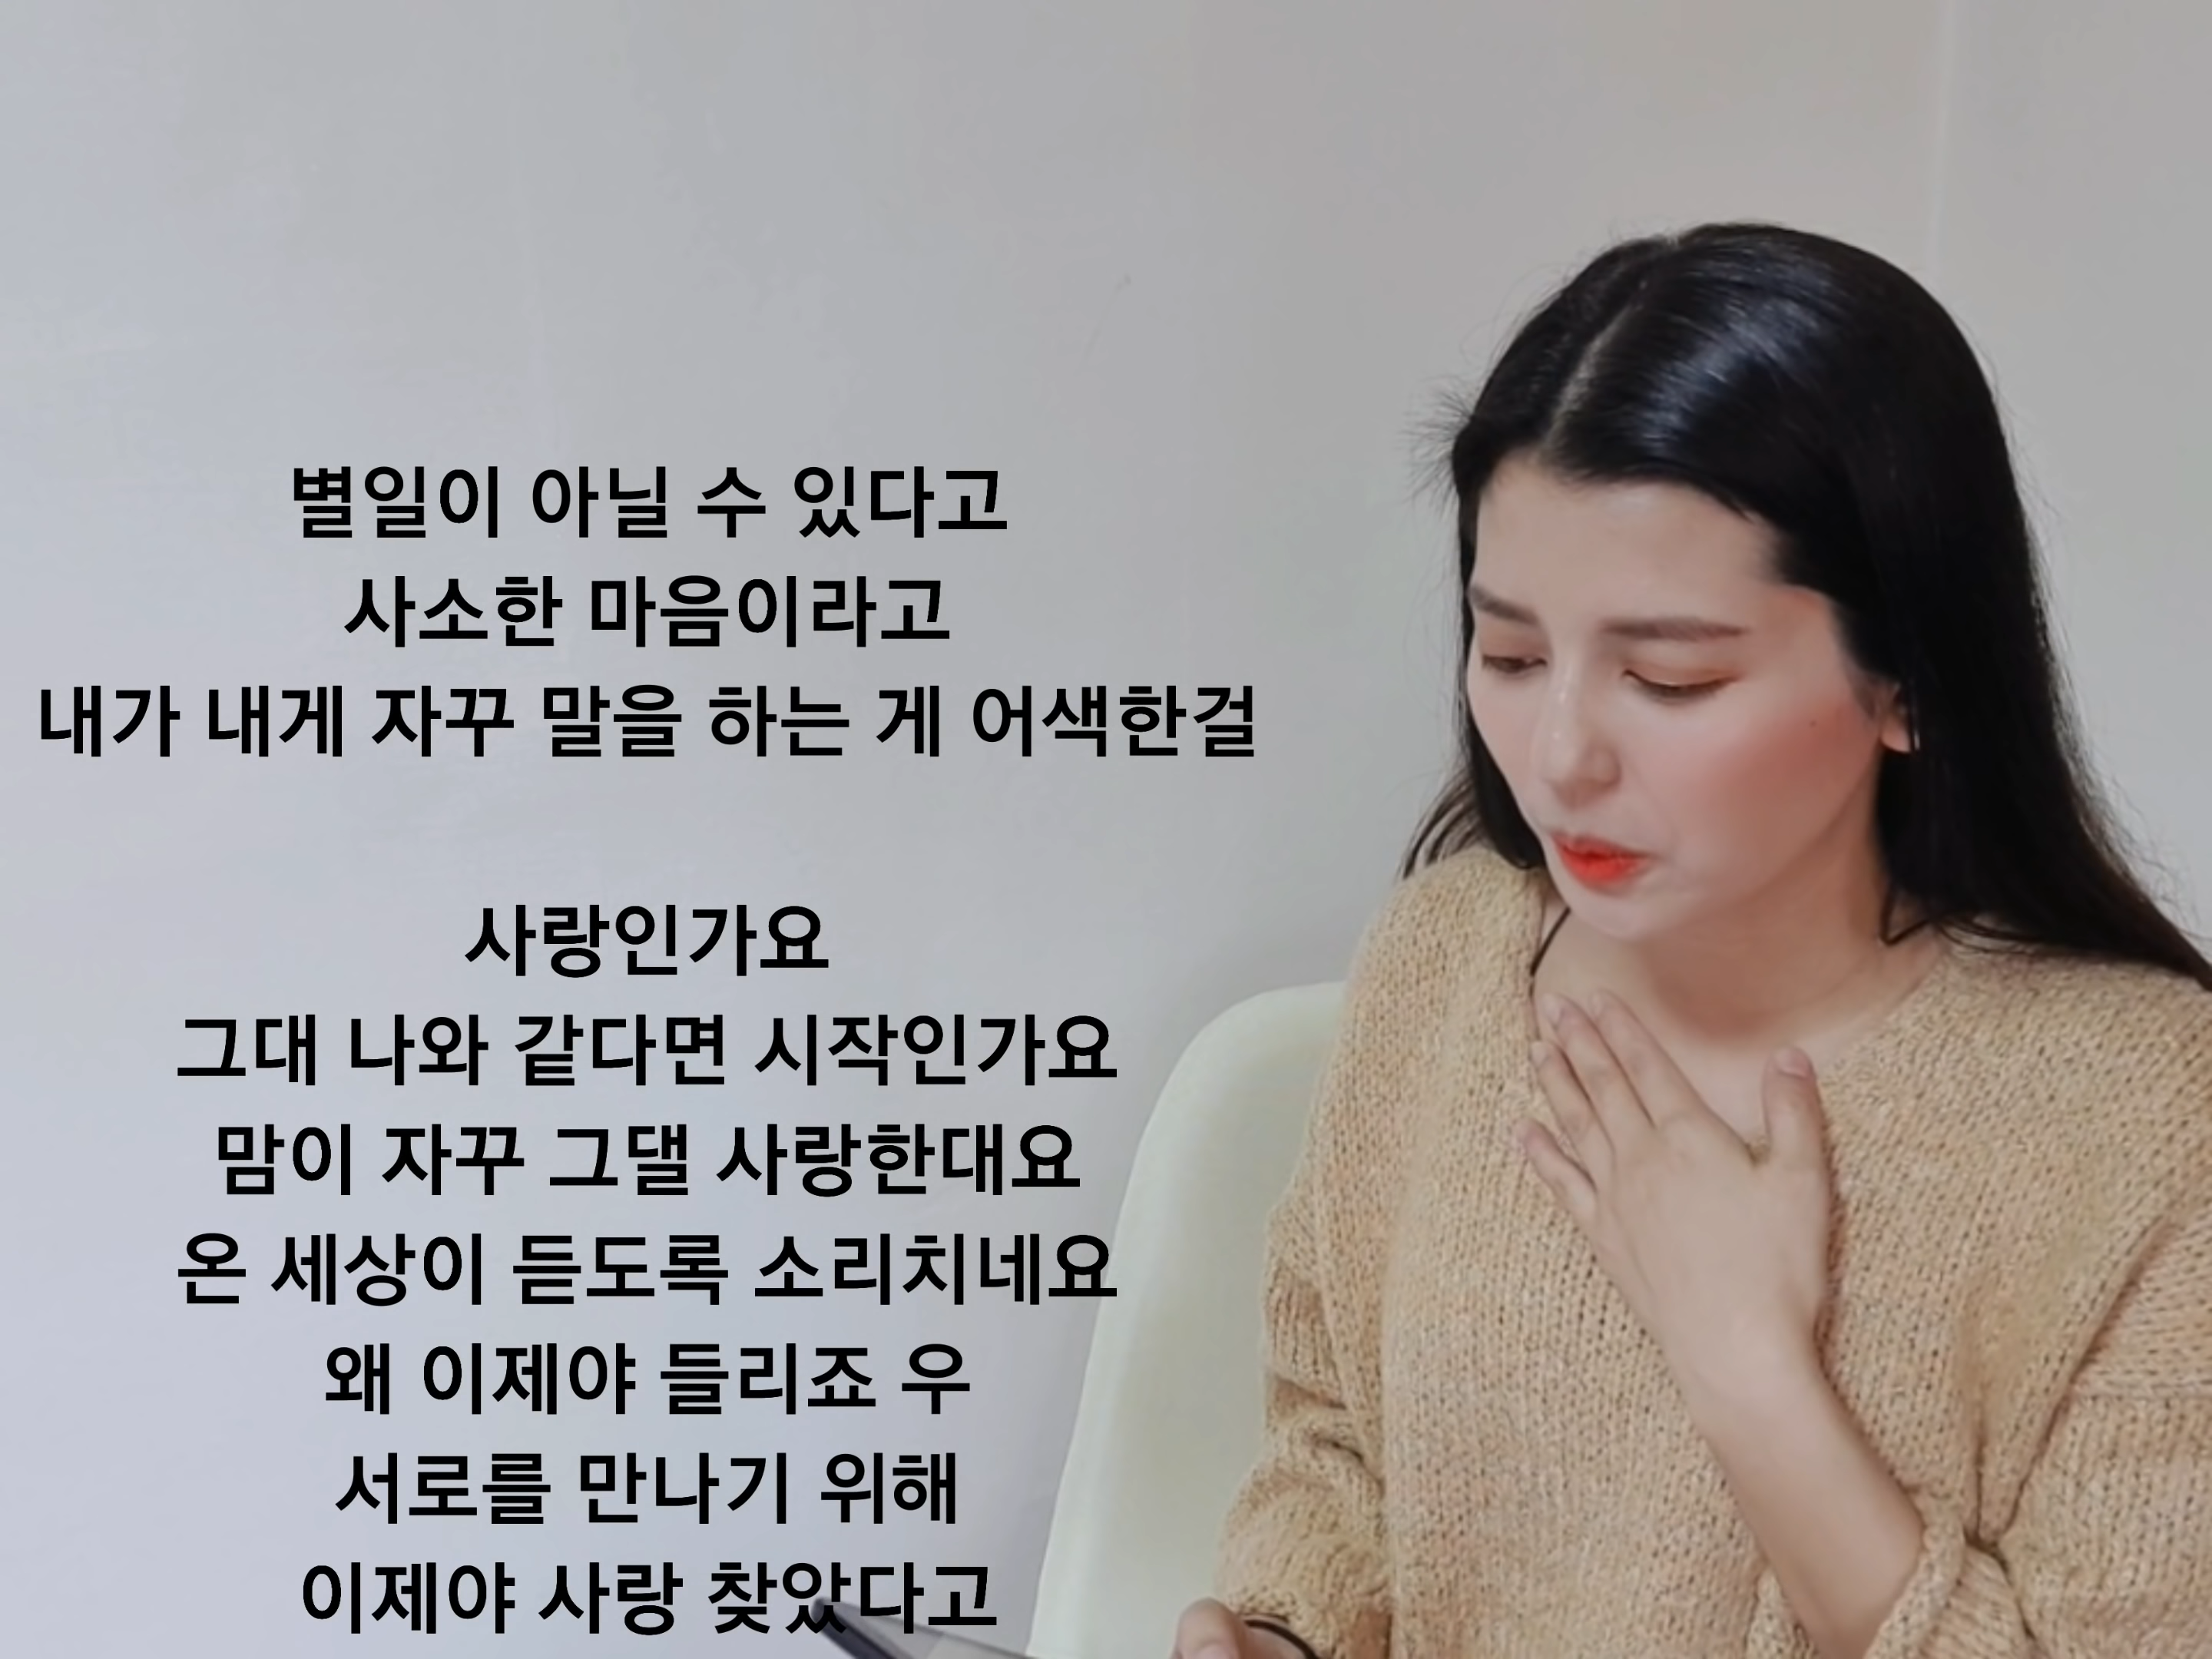 별일이 아닐 수 있다고
사소한 마음이라고
내가 내게 자꾸 말을 하는 게 어색한걸
사랑인가요
그대 나와 같다면 시작인가요
맘이 자꾸 그댈 사랑한대요
온 세상이 듣도록 소리치네요
왜 이제야 들리죠 우
서로를 만나기 위해
이제야 사랑 찾았다고